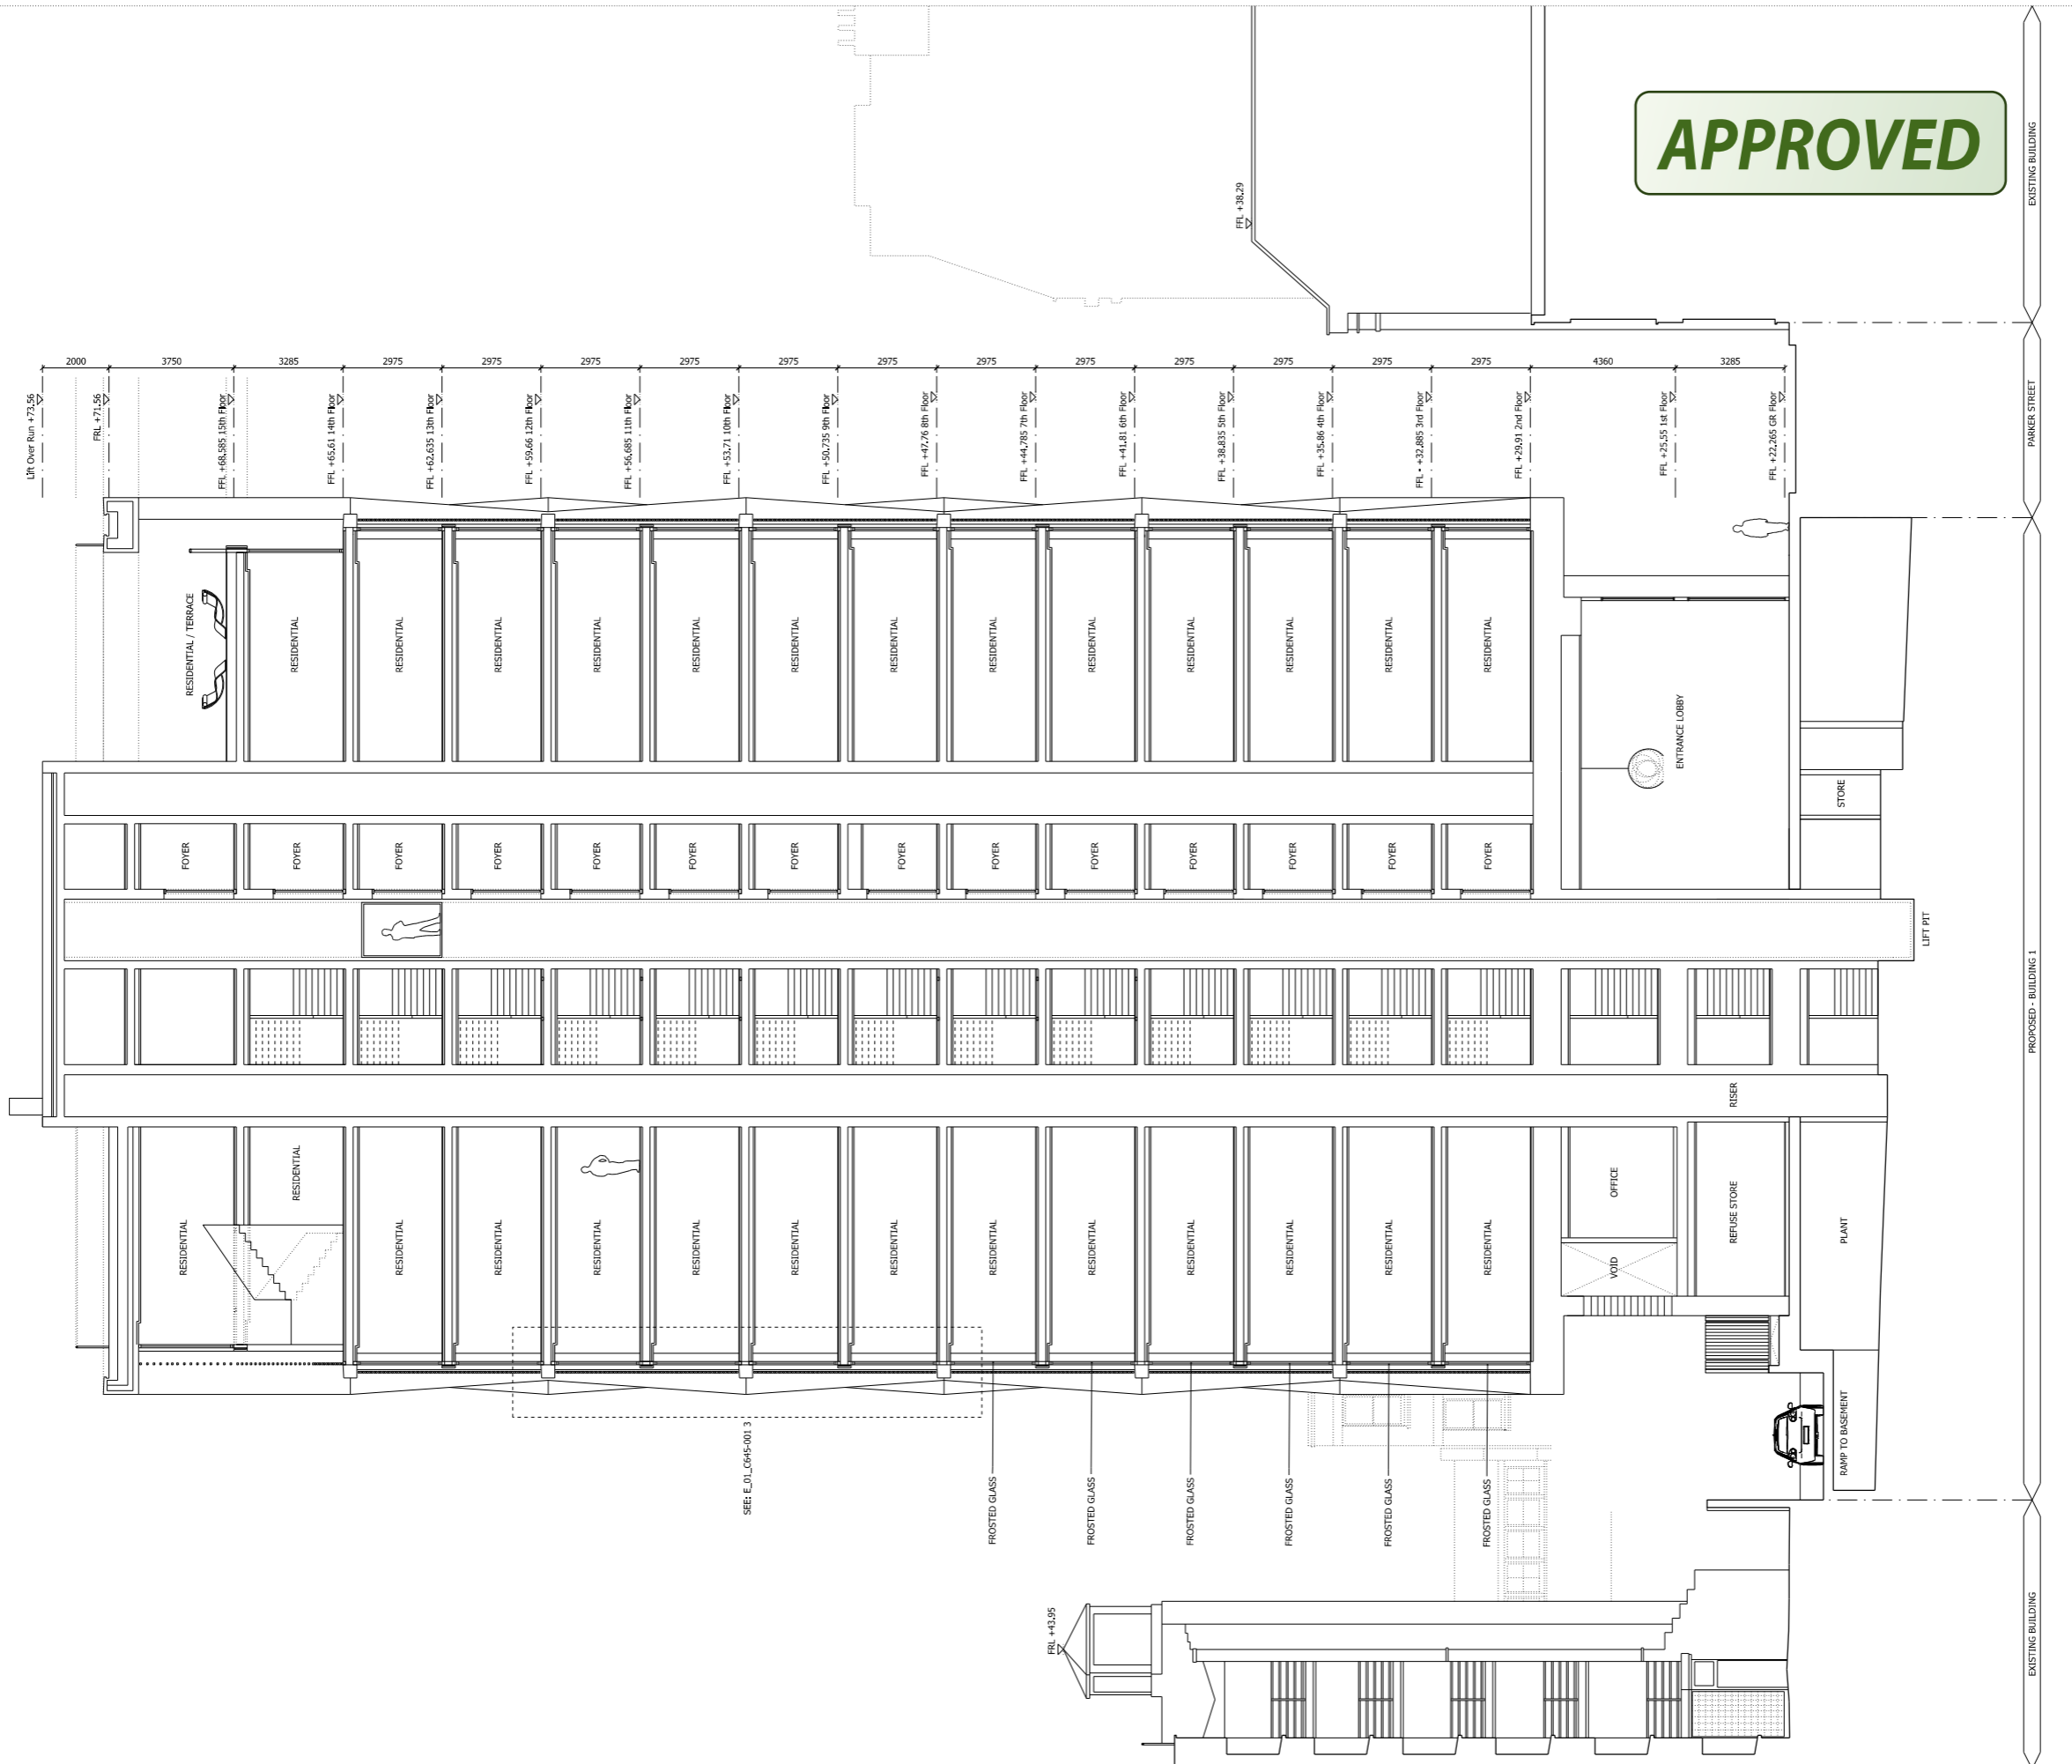 APPROVED
EXISTING BUILDING
PARKER STREET
PROPOSED - BUILDING 1
EXISTING BUILDING
FFL +38.29
2000
3750
3285
2975
2975
2975
2975
2975
2975
2975
2975
2975
2975
2975
2975
4360
3285
Lift Over Run +73.56
FRL +71.56
FFL +68.585 15th Floor
FFL +65.61 14th Floor
FFL +62.635 13th Floor
FFL +59.66 12th Floor
FFL +56.685 11th Floor
FFL +53.71 10th Floor
FFL +50.735 9th Floor
FFL +47.76 8th Floor
FFL +44.785 7th Floor
FFL +41.81 6th Floor
FFL +38.835 5th Floor
FFL +35.86 4th Floor
FFL • +32.885 3rd Floor
FFL +29.91 2nd Floor
FFL +25.55 1st Floor
FFL +22.265 GR Floor
RESIDENTIAL / TERRACE
RESIDENTIAL
RESIDENTIAL
RESIDENTIAL
RESIDENTIAL
RESIDENTIAL
RESIDENTIAL
RESIDENTIAL
RESIDENTIAL
RESIDENTIAL
RESIDENTIAL
RESIDENTIAL
RESIDENTIAL
RESIDENTIAL
ENTRANCE LOBBY
STORE
FOYER
FOYER
FOYER
FOYER
FOYER
FOYER
FOYER
FOYER
FOYER
FOYER
FOYER
FOYER
FOYER
FOYER
LIFT PIT
RISER
RESIDENTIAL
RESIDENTIAL
RESIDENTIAL
RESIDENTIAL
RESIDENTIAL
RESIDENTIAL
RESIDENTIAL
RESIDENTIAL
RESIDENTIAL
RESIDENTIAL
RESIDENTIAL
RESIDENTIAL
RESIDENTIAL
RESIDENTIAL
OFFICE
VOID
REFUSE STORE
PLANT
RAMP TO BASEMENT
SEE: E_01_C645-001 3
FROSTED GLASS
FROSTED GLASS
FROSTED GLASS
FROSTED GLASS
FROSTED GLASS
FROSTED GLASS
FRL +43.95